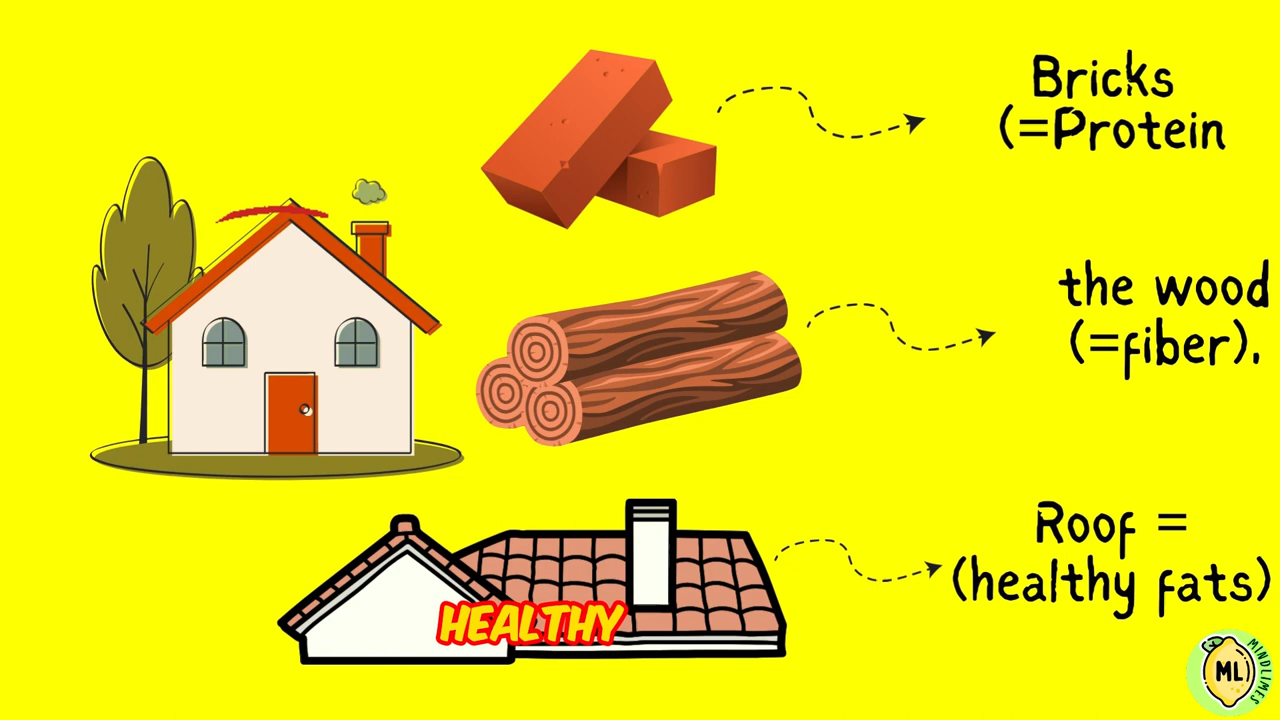 Bricks
(=Protein
the wood
(=fiber).
Roof =
(healthy fats)
HEALTHY
ML
MINDLIMES